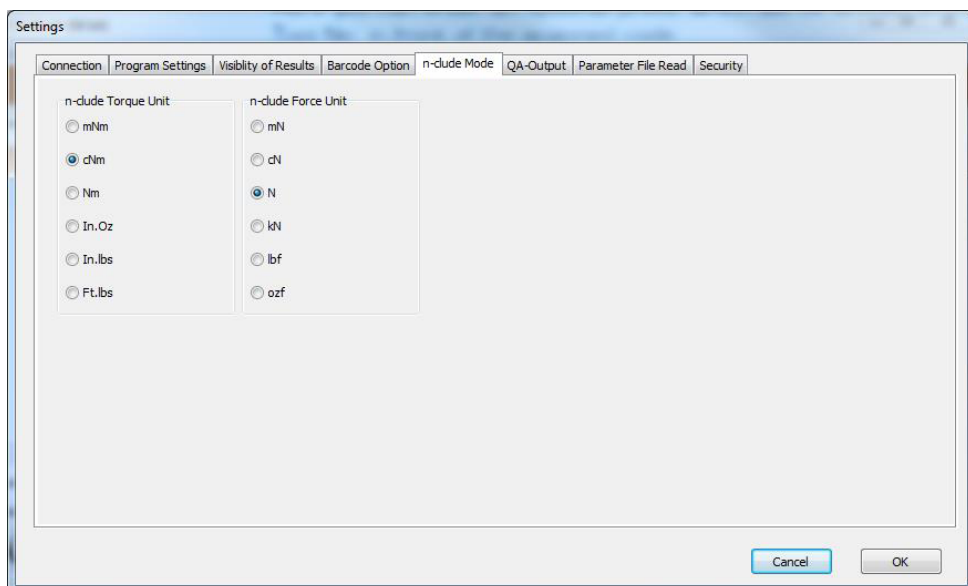 Settings
Connection Program Settings Visiblity of Results Barcode Option n-clude Mode QA-Output Parameter File Read Security
n-clude Torque Unit
mNm
cNm
Nm
In.Oz
In.lbs
Ft.lbs
n-clude Force Unit
mN
cN
N
kN
lbf
ozf
Cancel OK